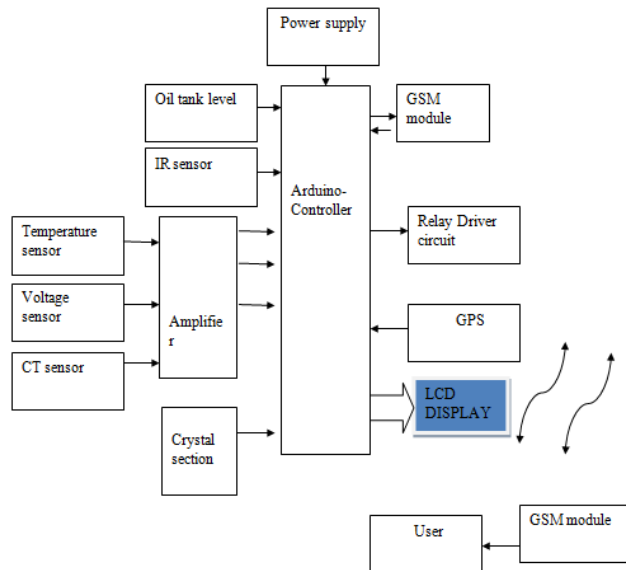 Power supply
Oil tank level
GSM
module
IR sensor
Arduino-
Controller
Temperature
sensor
Relay Driver
circuit
Voltage
sensor
Amplifie
r
GPS
CT sensor
LCD
DISPLAY
Crystal
section
User
GSM module